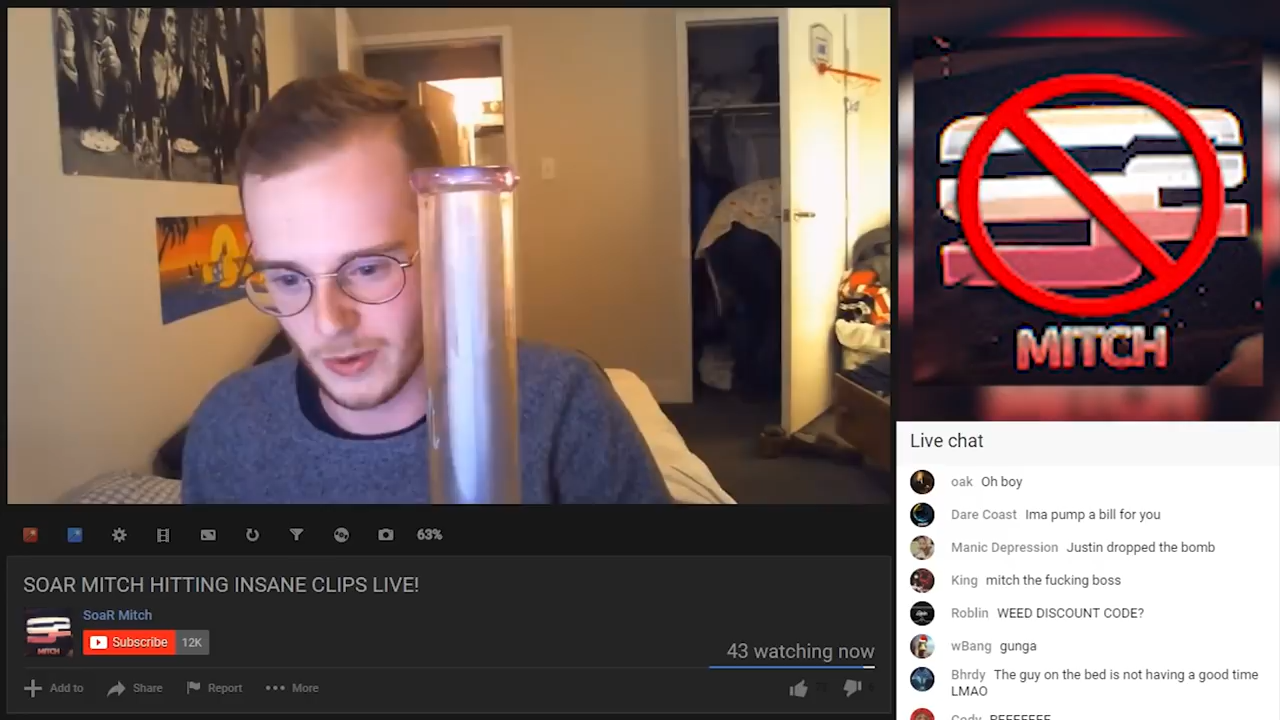 MITCH
Live chat
oak Oh boy
Dare Coast Ima pump a bill for you
Manic Depression Justin dropped the bomb
King mitch the fucking boss
Roblin WEED DISCOUNT CODE?
wBang gunga
Bhrdy The guy on the bed is not having a good time
LMAO
63%
SOAR MITCH HITTING INSANE CLIPS LIVE!
SoaR Mitch
MITCH
Subscribe 12K
43 watching now
Add to Share Report More